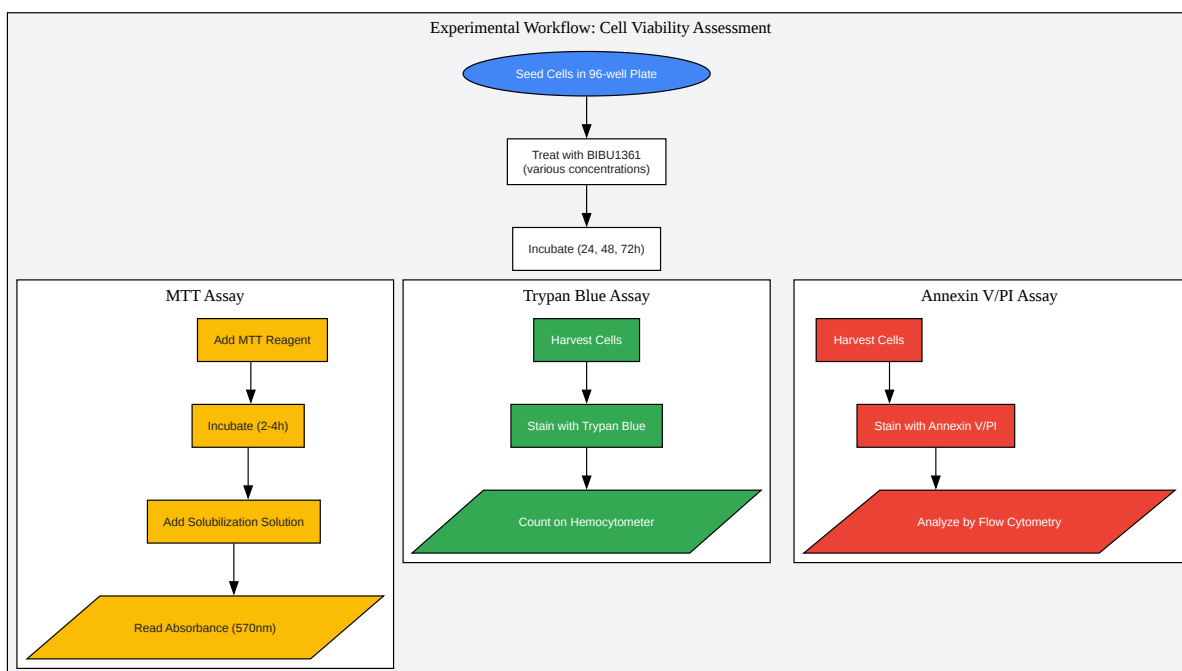 Experimental Workflow: Cell Viability Assessment
Seed Cells in 96-well Plate
Treat with BIBU1361
(various concentrations)
Incubate (24, 48, 72h)
MTT Assay
Add MTT Reagent
Incubate (2-4h)
Add Solubilization Solution
Read Absorbance (570nm)
Trypan Blue Assay
Harvest Cells
Stain with Trypan Blue
Count on Hemocytometer
Annexin V/PI Assay
Harvest Cells
Stain with Annexin V/PI
Analyze by Flow Cytometry